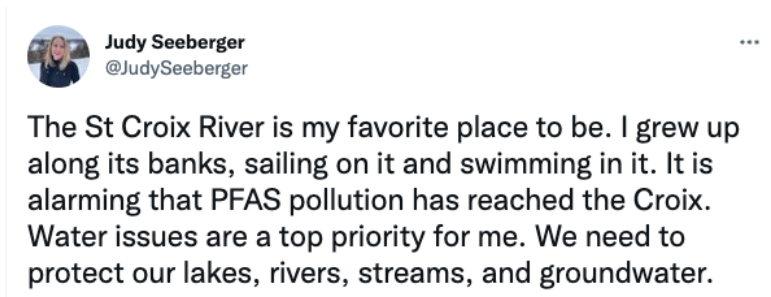 Judy Seeberger
@JudySeeberger
The St Croix River is my favorite place to be. I grew up
along its banks, sailing on it and swimming in it. It is
alarming that PFAS pollution has reached the Croix.
Water issues are a top priority for me. We need to
protect our lakes, rivers, streams, and groundwater.